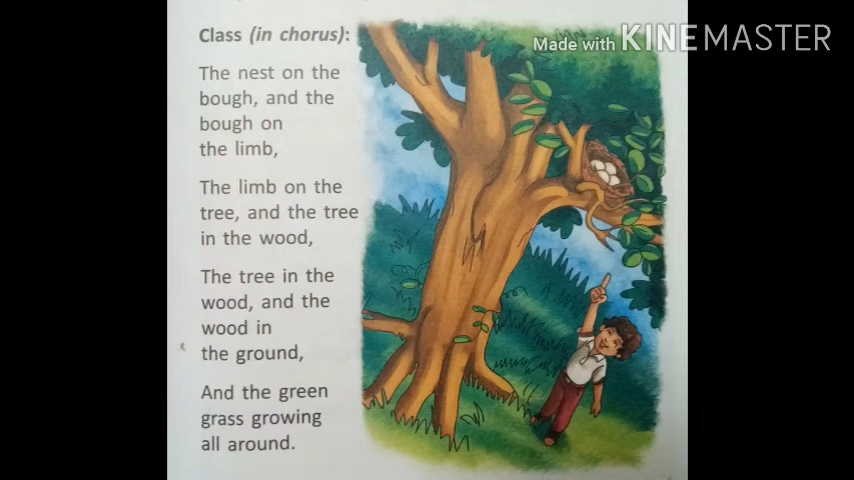 Made with KINEMASTER
Class (in chorus):
The nest on the
bough, and the
bough on
the limb,
The limb on the
tree, and the tree
in the wood,
The tree in the
wood, and the
wood in
the ground,
And the green
grass growing
all around.